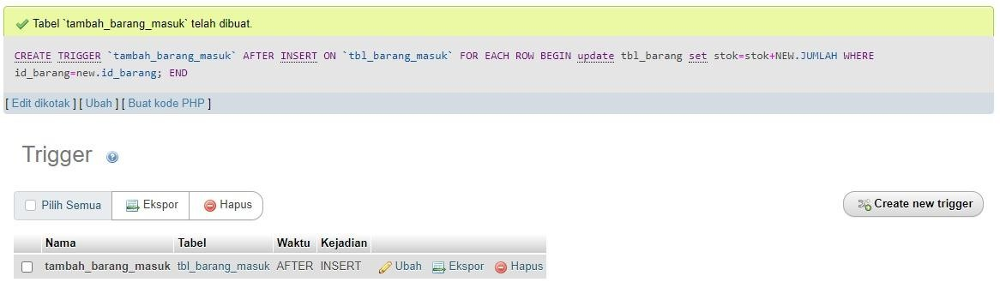 Tabel `tambah_barang_masuk` telah dibuat.
CREATE TRIGGER `tambah_barang_masuk` AFTER INSERT ON `tbl_barang_masuk` FOR EACH ROW BEGIN update tbl_barang set stok=stok+NEW.JUMLAH WHERE
id_barang=new.id_barang; END
[ Edit dikotak ] [ Ubah ] [ Buat kode PHP ]
Trigger
Pilih Semua Ekspor Hapus Create new trigger
Nama Tabel Waktu Kejadian
tambah_barang_masuk tbl_barang_masuk AFTER INSERT Ubah Ekspor Hapus